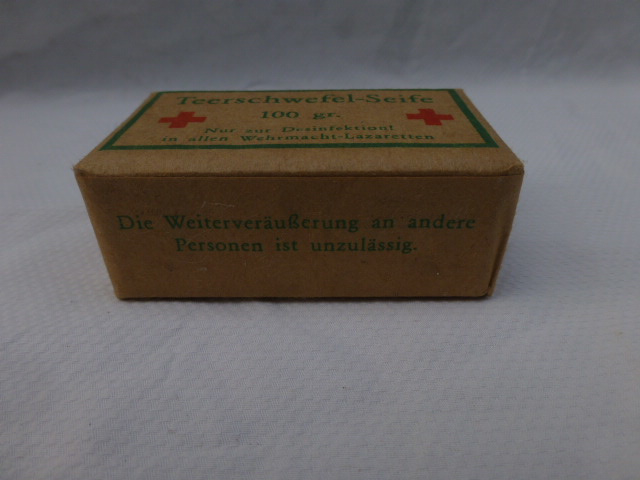 Teerschwefel-Seife
100 gr.
Nur zur Desinfektion!
in allen Wehrmacht-Lazaretten
Die Weiterveräußerung an andere
Personen ist unzulässig.